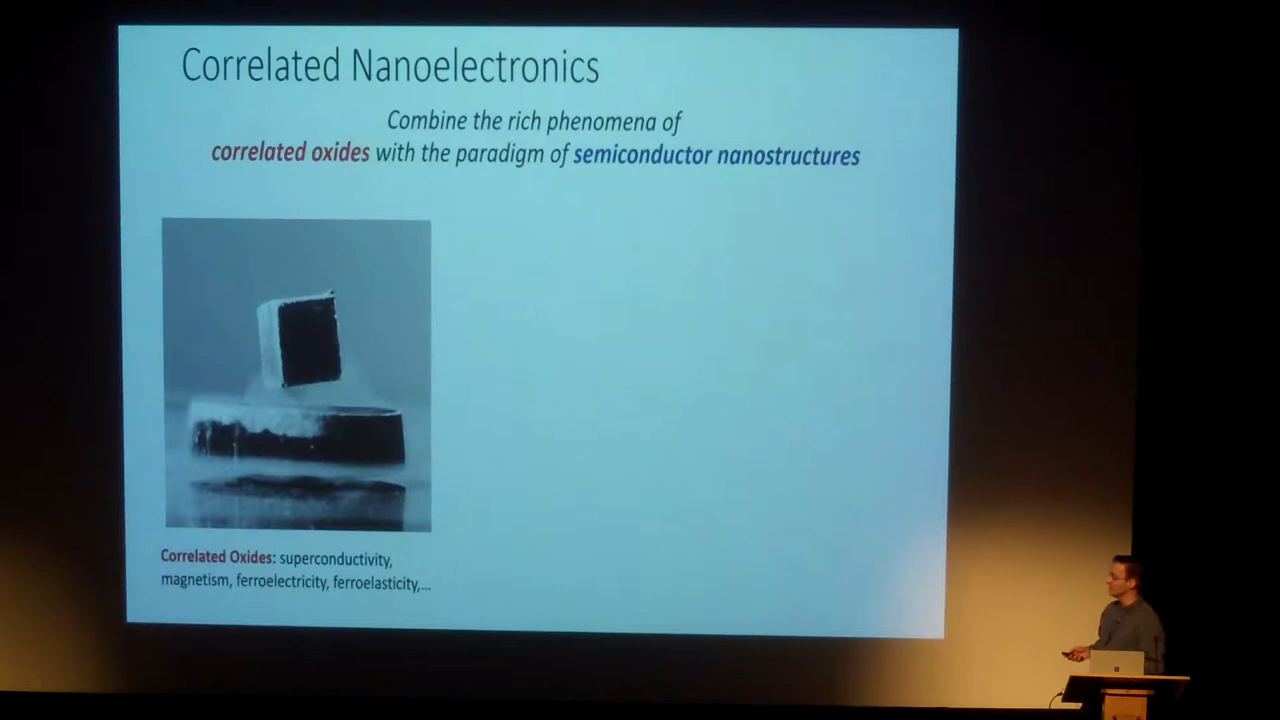 Correlated Nanoelectronics
Combine the rich phenomena of
correlated oxides with the paradigm of semiconductor nanostructures
Correlated Oxides: superconductivity,
magnetism, ferroelectricity, ferroelasticity,...